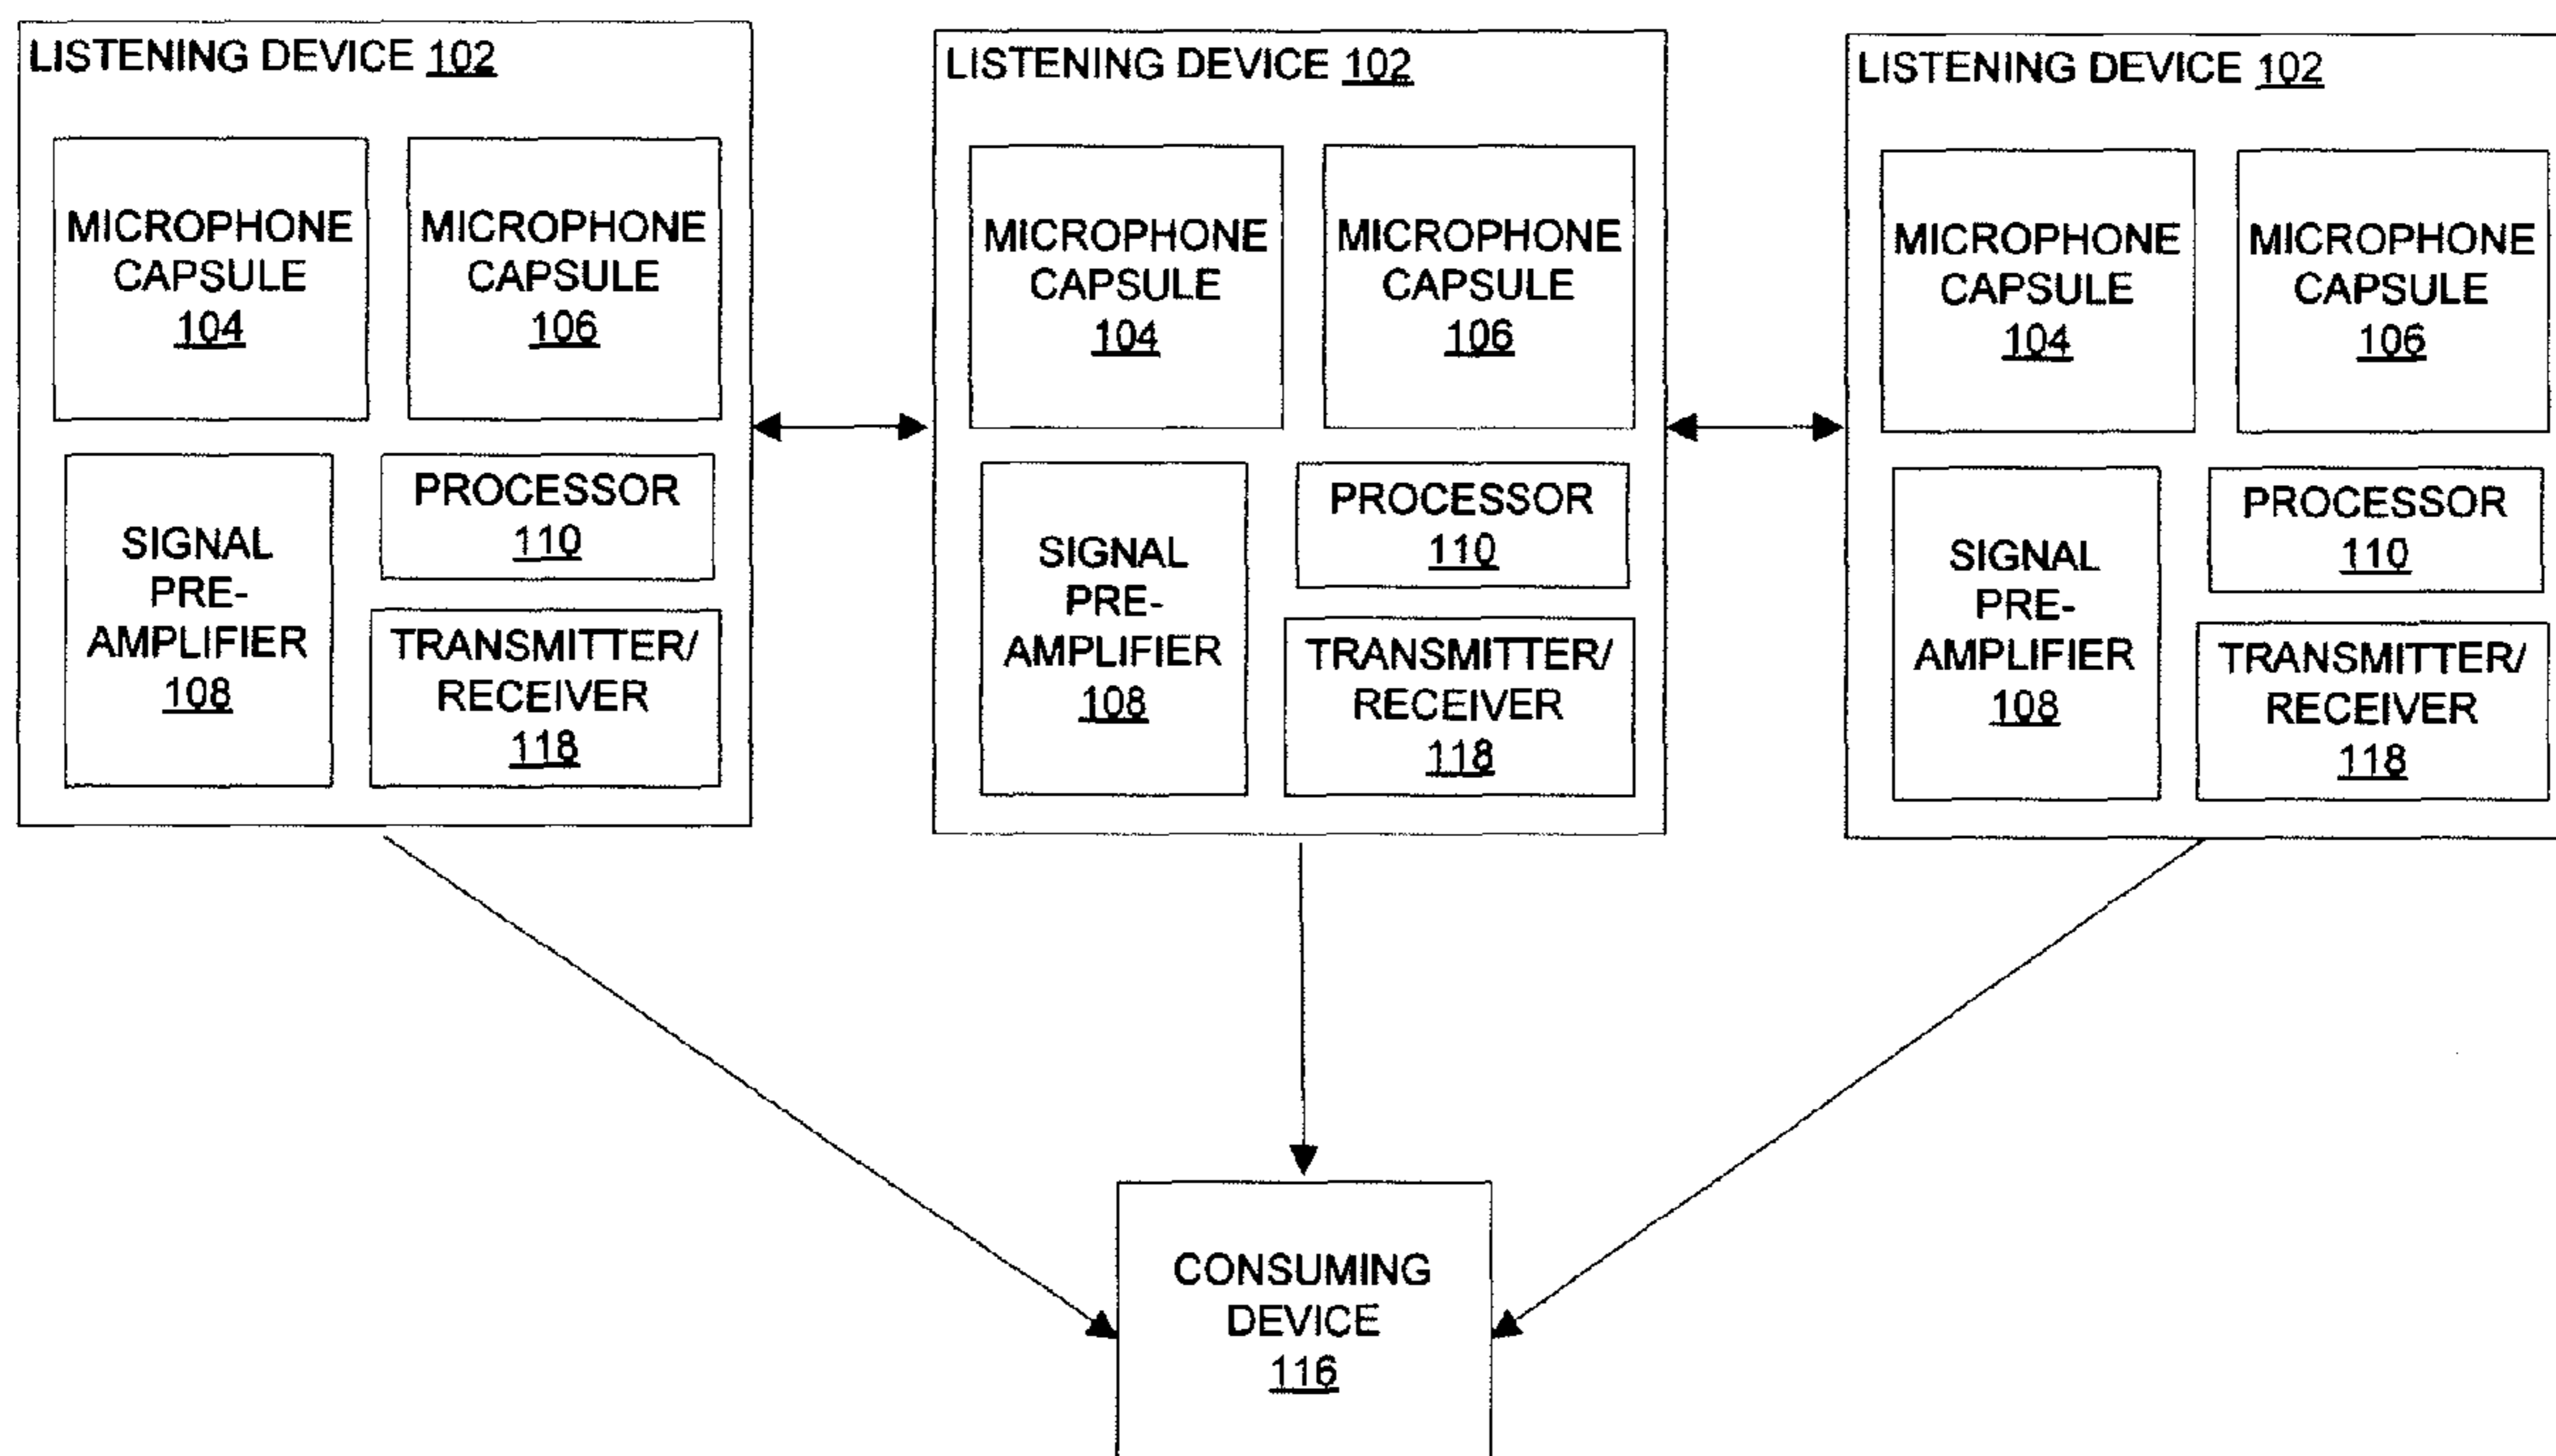 LISTENING DEVICE 102
MICROPHONE
CAPSULE
104
MICROPHONE
CAPSULE
106
SIGNAL
PRE-
AMPLIFIER
108
PROCESSOR
110
TRANSMITTER/
RECEIVER
118
LISTENING DEVICE 102
MICROPHONE
CAPSULE
104
MICROPHONE
CAPSULE
106
SIGNAL
PRE-
AMPLIFIER
108
PROCESSOR
110
TRANSMITTER/
RECEIVER
118
LISTENING DEVICE 102
MICROPHONE
CAPSULE
104
MICROPHONE
CAPSULE
106
SIGNAL
PRE-
AMPLIFIER
108
PROCESSOR
110
TRANSMITTER/
RECEIVER
118
CONSUMING
DEVICE
116